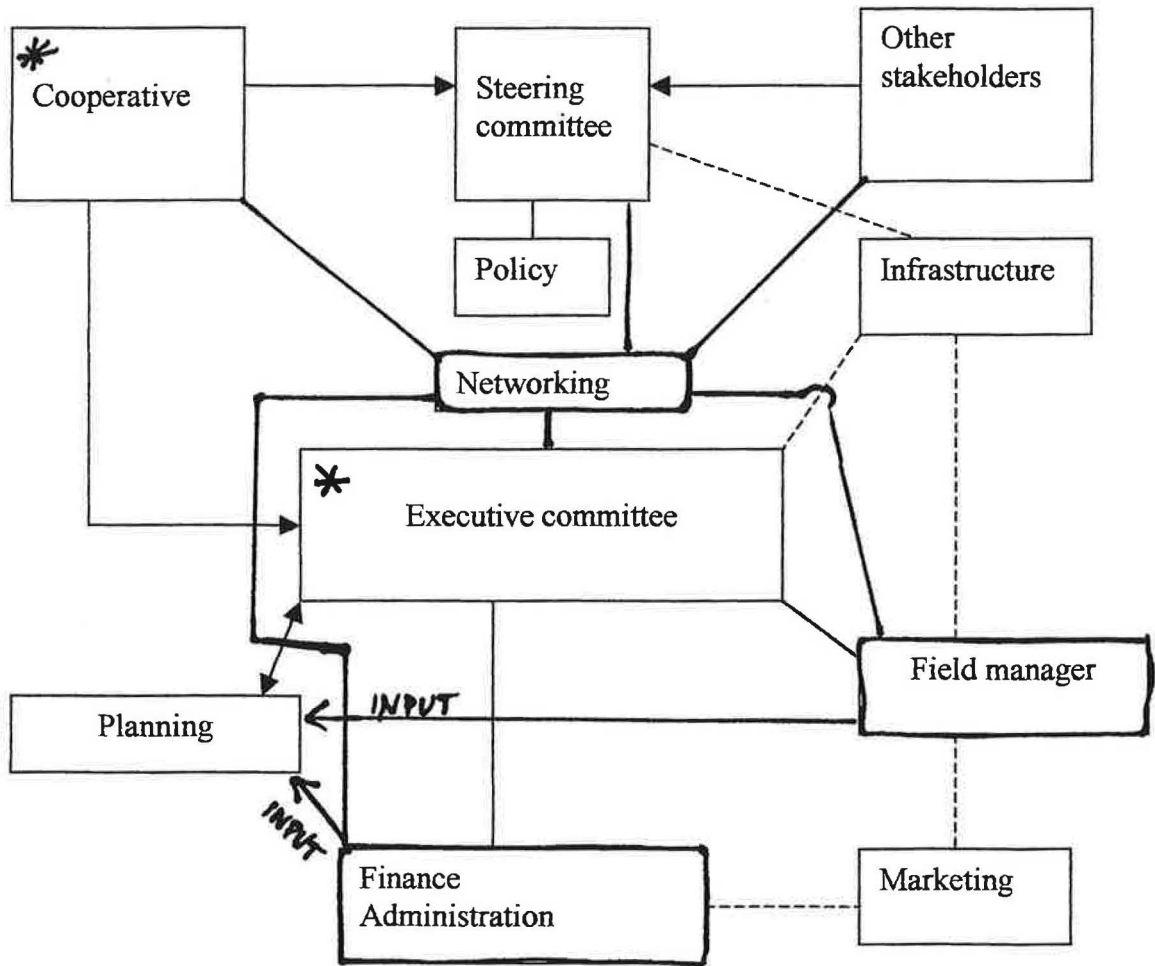 Cooperative
Steering
committee
Other
stakeholders
Policy
Infrastructure
Networking
Executive committee
Field manager
INPUT
Planning
INPUT
Finance
Administration
Marketing